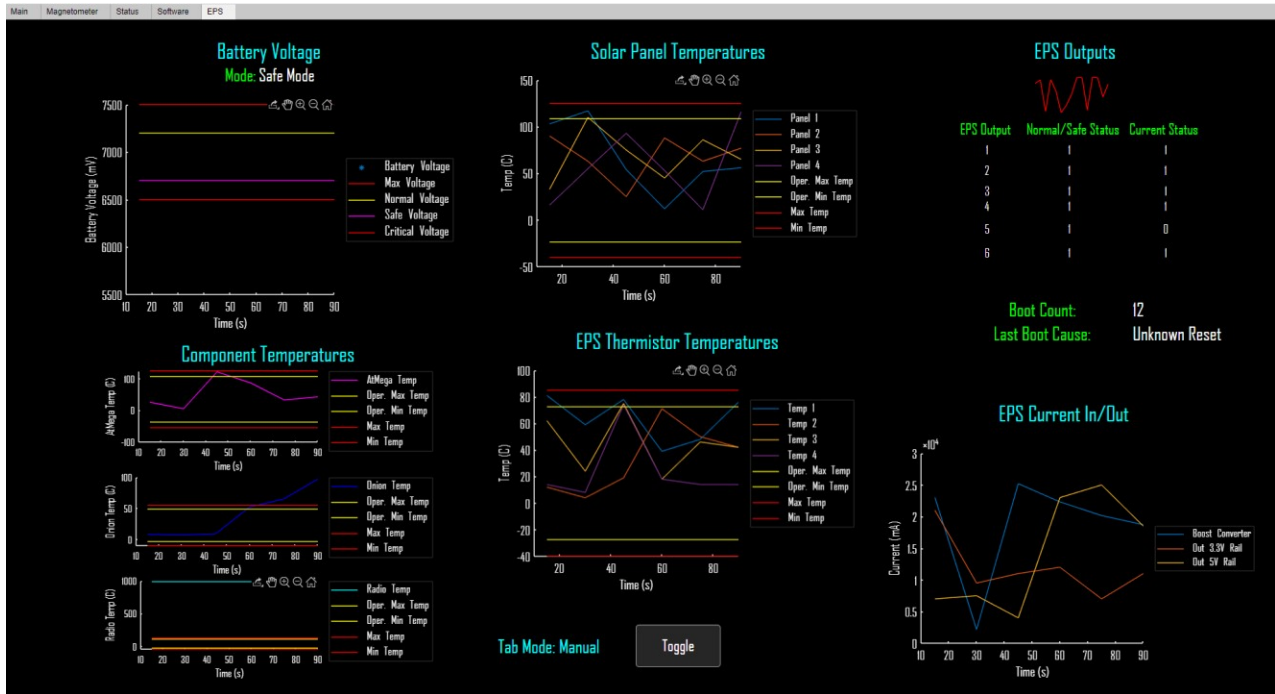 Main Magnetometer Status Software EPS
Battery Voltage
Mode: Safe Mode
7500
7000
6500
6000
5500
Battery Voltage (mV)
10 20 30 40 50 60 70 80 90
Time (s)
Battery Voltage
Max Voltage
Normal Voltage
Safe Voltage
Critical Voltage
Solar Panel Temperatures
150
100
50
0
-50
Temp (C)
20 40 60 80
Time (s)
Panel 1
Panel 2
Panel 3
Panel 4
Oper. Max Temp
Oper. Min Temp
Max Temp
Min Temp
EPS Outputs
EPS Output Normal/Safe Status Current Status
1 1 1
2 1 1
3 1 1
4 1 1
5 1 0
6 1 1
Boot Count: 12
Last Boot Cause: Unknown Reset
Component Temperatures
100
0
-100
AtMega Temp (C)
10 20 30 40 50 60 70 80 90
Time (s)
AtMega Temp
Oper. Max Temp
Oper. Min Temp
Max Temp
Min Temp
100
50
0
Onion Temp (C)
10 20 30 40 50 60 70 80 90
Time (s)
Onion Temp
Oper. Max Temp
Oper. Min Temp
Max Temp
Min Temp
1000
500
0
Radio Temp (C)
10 20 30 40 50 60 70 80 90
Time (s)
Radio Temp
Oper. Max Temp
Oper. Min Temp
Max Temp
Min Temp
EPS Thermistor Temperatures
100
80
60
40
20
0
-20
-40
Temp (C)
20 40 60 80
Time (s)
Temp 1
Temp 2
Temp 3
Temp 4
Oper. Max Temp
Oper. Min Temp
Max Temp
Min Temp
Tab Mode: Manual
Toggle
EPS Current In/Out
×10⁴
3
2.5
2
1.5
1
0.5
0
Current (mA)
10 20 30 40 50 60 70 80 90
Time (s)
Boost Converter
Out 3.3V Rail
Out 5V Rail